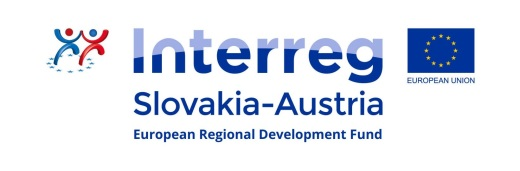 Interreg
Slovakia-Austria
European Regional Development Fund
EUROPEAN UNION